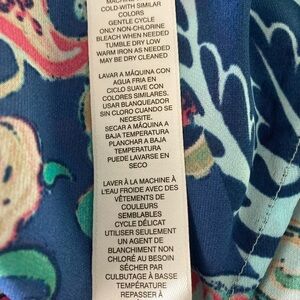 MACHINE
COLD-WITH SIMILAR
COLORS
GENTLE CYCLE
ONLY NON-CHLORINE
BLEACH WHEN NEEDED
TUMBLE DRY LOW
WARM IRON AS NEEDED
MAY BE DRY CLEANED
LAVAR A MÁQUINA CON
AGUA FRIA EN
CICLO SUAVE CON
COLORES SIMILARES.
USAR BLANQUEADOR
SIN CLORO CUANDO SE
NECESITE.
SECAR A MÁQUINA A
BAJA TEMPERATURA
PLANCHAR A BAJA
TEMPERATURA
PUEDE LAVARSE EN
SECO
LAVER À LA MACHINE À
L'EAU FROIDE AVEC DES
VÊTEMENTS DE
COULEURS
SEMBLABLES
CYCLE DÉLICAT
UTILISER SEULEMENT
UN AGENT DE
BLANCHIMENT NON
CHLORÉ AU BESOIN
SÉCHER PAR
CULBUTAGE À BASSE
TEMPÉRATURE
REPASSER À